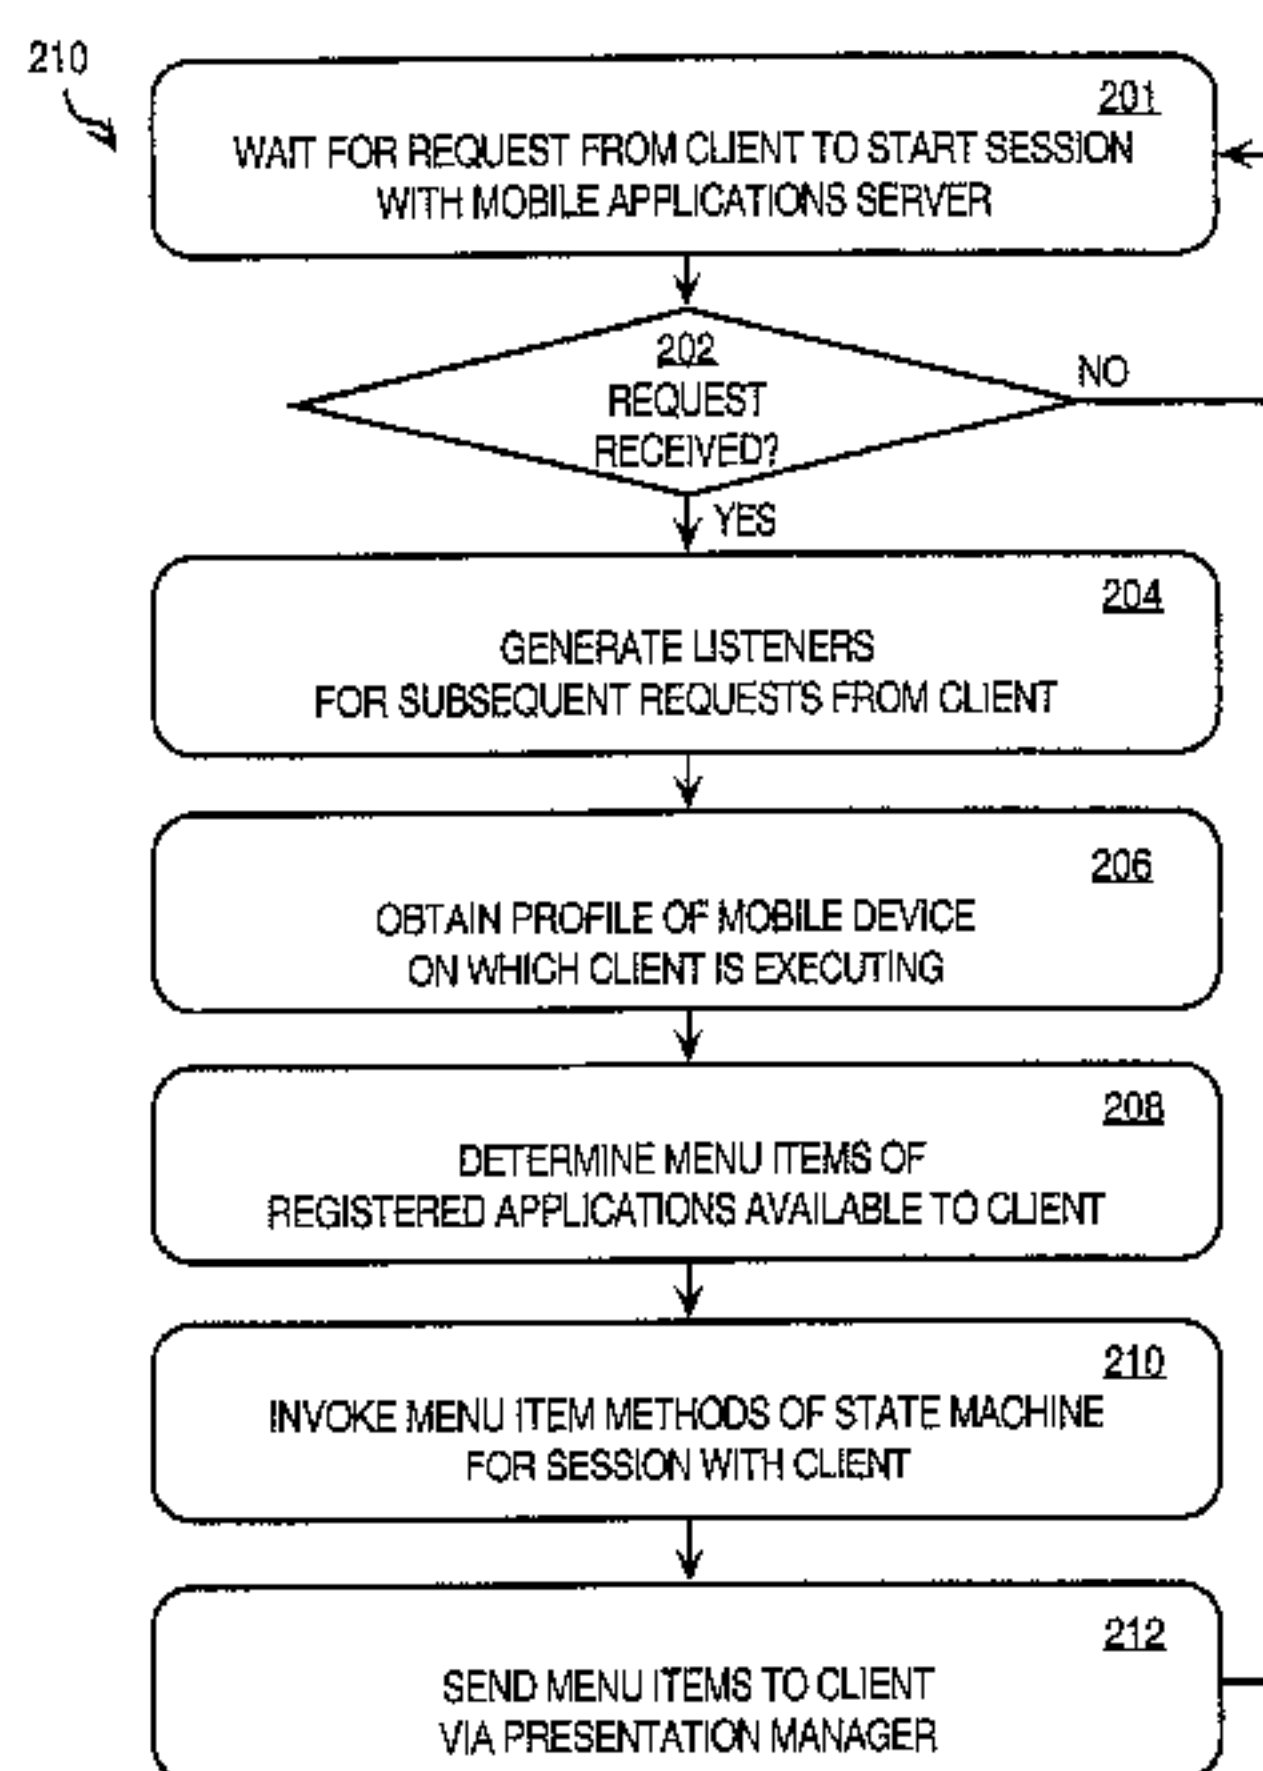 210
201
WAIT FOR REQUEST FROM CLIENT TO START SESSION
WITH MOBILE APPLICATIONS SERVER
202
REQUEST
RECEIVED?
NO
YES
204
GENERATE LISTENERS
FOR SUBSEQUENT REQUESTS FROM CLIENT
206
OBTAIN PROFILE OF MOBILE DEVICE
ON WHICH CLIENT IS EXECUTING
208
DETERMINE MENU ITEMS OF
REGISTERED APPLICATIONS AVAILABLE TO CLIENT
210
INVOKE MENU ITEM METHODS OF STATE MACHINE
FOR SESSION WITH CLIENT
212
SEND MENU ITEMS TO CLIENT
VIA PRESENTATION MANAGER